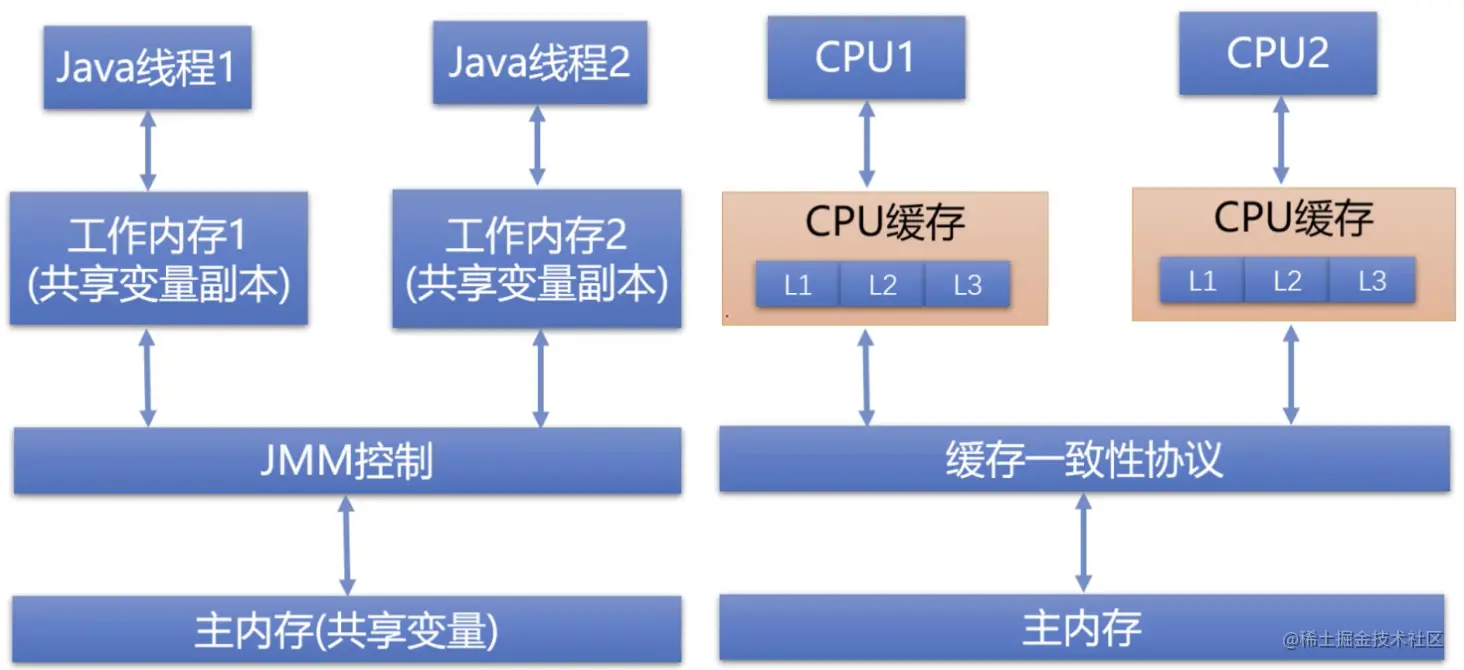 Java线程1
Java线程2
CPU1
CPU2
工作内存1
(共享变量副本)
工作内存2
(共享变量副本)
CPU缓存
L1 L2 L3
CPU缓存
L1 L2 L3
JMM控制
缓存一致性协议
主内存(共享变量)
主内存
@稀土掘金技术社区